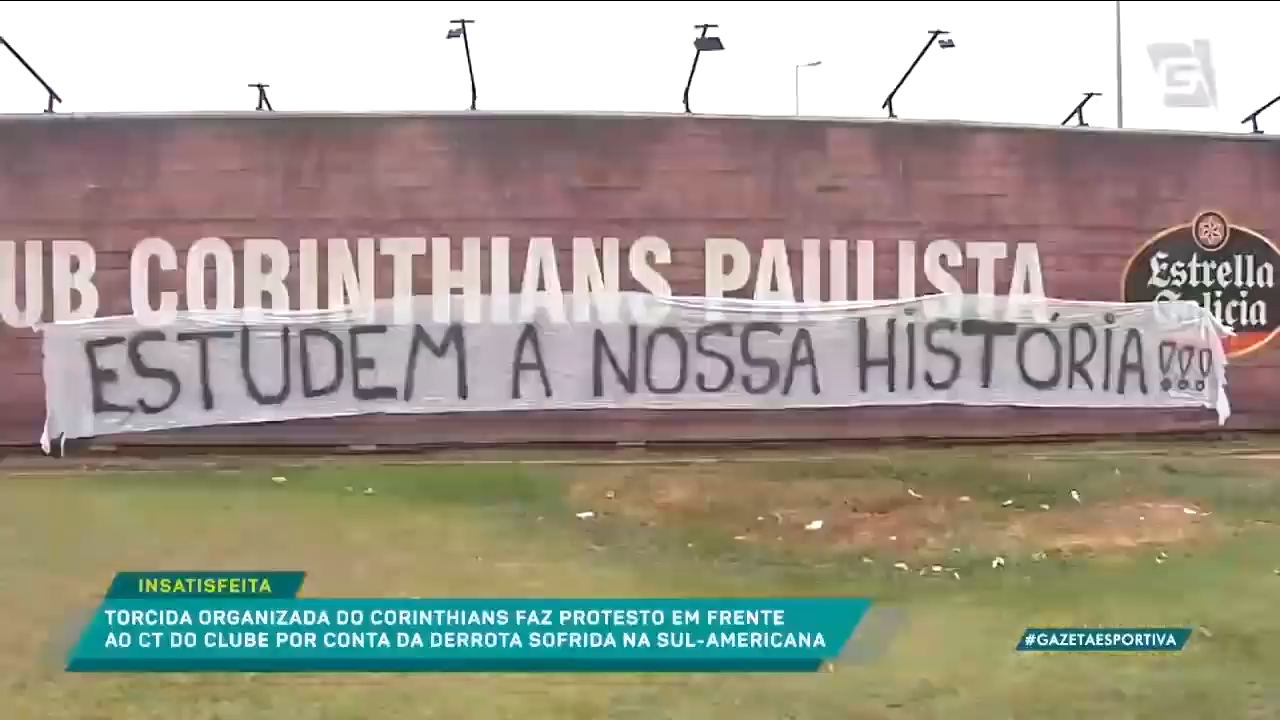 G
UB CORINTHIANS PAULISTA
Estrella
Galicia
ESTUDEM A NOSSA HISTÓRIA!!!
INSATISFEITA
TORCIDA ORGANIZADA DO CORINTHIANS FAZ PROTESTO EM FRENTE
AO CT DO CLUBE POR CONTA DA DERROTA SOFRIDA NA SUL-AMERICANA
#GAZETAESPORTIVA